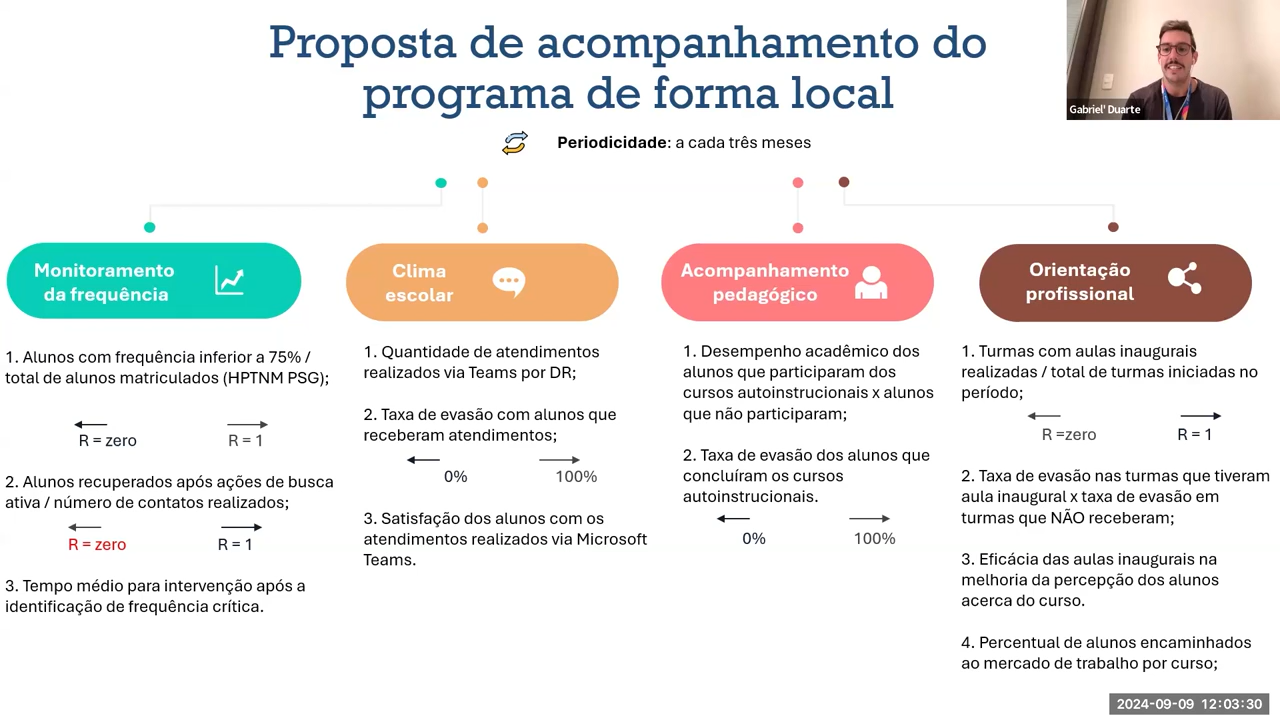 Proposta de acompanhamento do
programa de forma local
Gabriel' Duarte
Periodicidade: a cada três meses
Monitoramento
da frequência
1. Alunos com frequência inferior a 75% /
total de alunos matriculados (HPTNM PSG);
R = zero
R = 1
2. Alunos recuperados após ações de busca
ativa / número de contatos realizados;
R = zero
R = 1
3. Tempo médio para intervenção após a
identificação de frequência crítica.
Clima
escolar
1. Quantidade de atendimentos
realizados via Teams por DR;
2. Taxa de evasão com alunos que
receberam atendimentos;
0%
100%
3. Satisfação dos alunos com os
atendimentos realizados via Microsoft
Teams.
Acompanhamento
pedagógico
1. Desempenho acadêmico dos
alunos que participaram dos
cursos autoinstrucionais x alunos
que não participaram;
2. Taxa de evasão dos alunos que
concluíram os cursos
autoinstrucionais.
0%
100%
Orientação
profissional
1. Turmas com aulas inaugurais
realizadas / total de turmas iniciadas no
período;
R =zero
R = 1
2. Taxa de evasão nas turmas que tiveram
aula inaugural x taxa de evasão em
turmas que NÃO receberam;
3. Eficácia das aulas inaugurais na
melhoria da percepção dos alunos
acerca do curso.
4. Percentual de alunos encaminhados
ao mercado de trabalho por curso;
2024-09-09 12:03:30